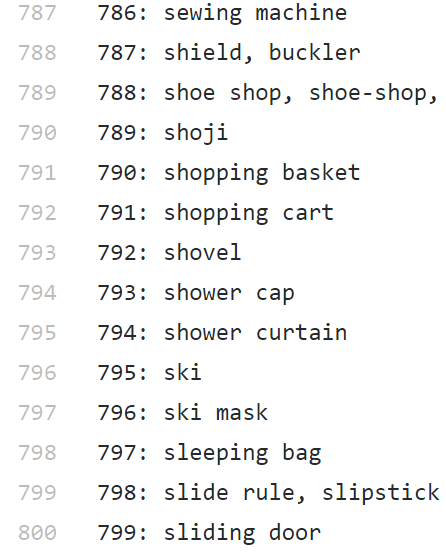 787 786: sewing machine
788 787: shield, buckler
789 788: shoe shop, shoe-shop,
790 789: shoji
791 790: shopping basket
792 791: shopping cart
793 792: shovel
794 793: shower cap
795 794: shower curtain
796 795: ski
797 796: ski mask
798 797: sleeping bag
799 798: slide rule, slipstick
800 799: sliding door